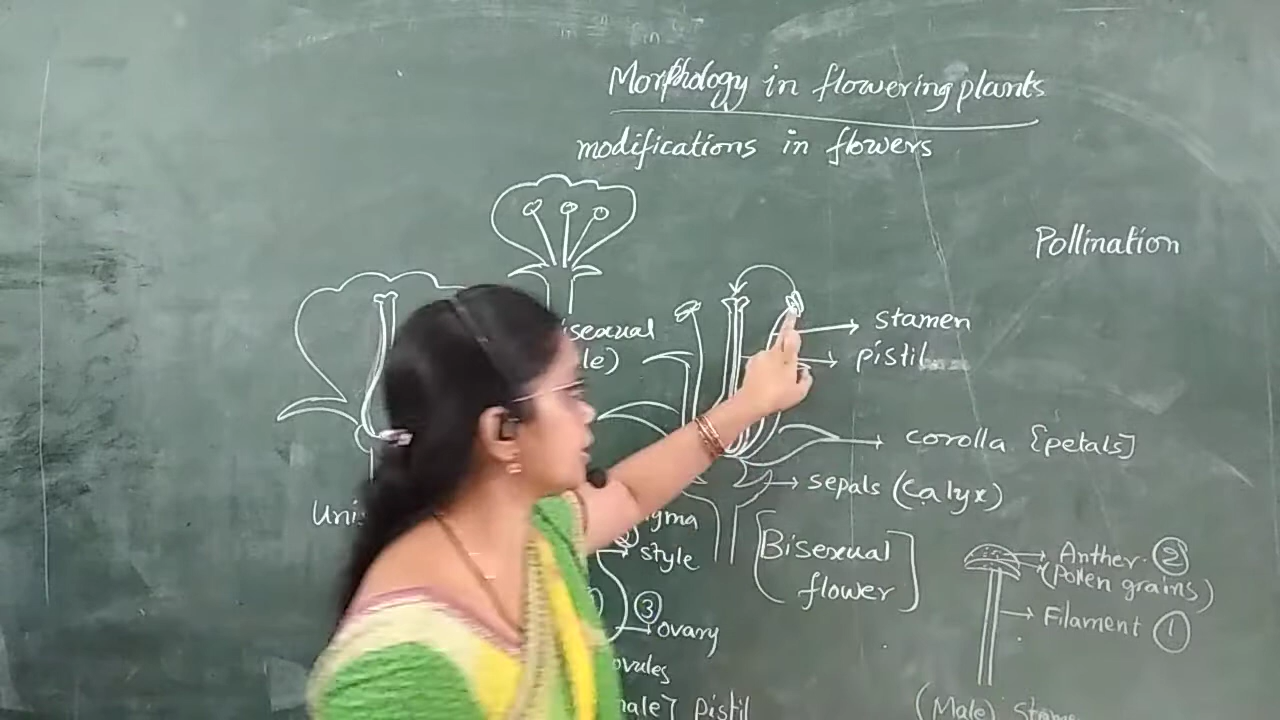 Morphology in flowering plants
modifications in flowers
Pollination
stamen
pistil
corolla [petals]
sepals (calyx)
[Bisexual
flower]
style
③
ovary
ovules
Pistil
Anther. ②
(Pollen grains)
Filament ①
(Male)